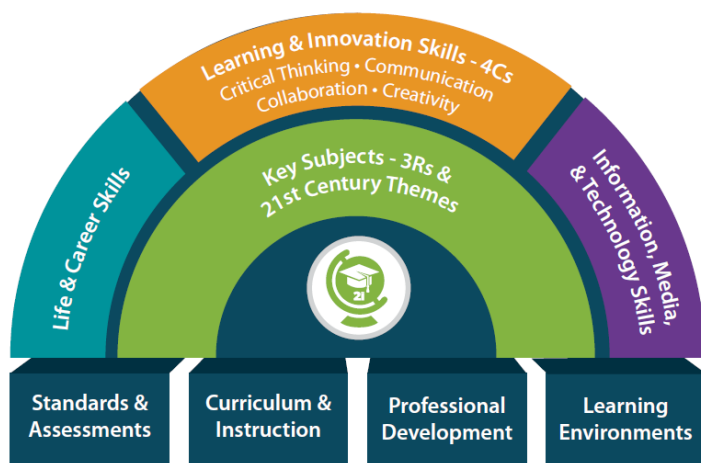 Learning & Innovation Skills - 4Cs
Critical Thinking • Communication
Collaboration • Creativity
Life & Career Skills
Key Subjects - 3Rs &
21st Century Themes
Information, Media,
& Technology Skills
21
Standards &
Assessments
Curriculum &
Instruction
Professional
Development
Learning
Environments